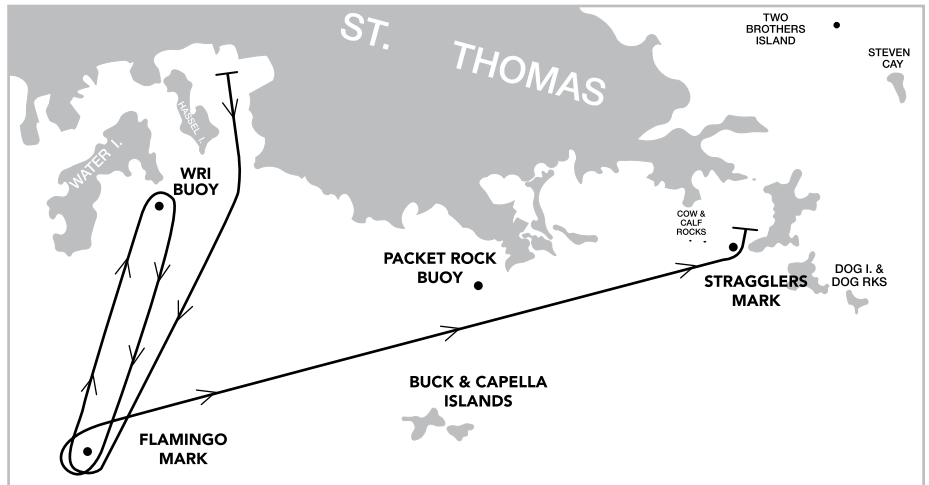 ST. THOMAS
TWO
BROTHERS
ISLAND
STEVEN
CAY
HASSEL I.
WATER I.
WRI
BUOY
COW &
CALF
ROCKS
PACKET ROCK
BUOY
STRAGGLERS
MARK
DOG I. &
DOG RKS
BUCK & CAPELLA
ISLANDS
FLAMINGO
MARK